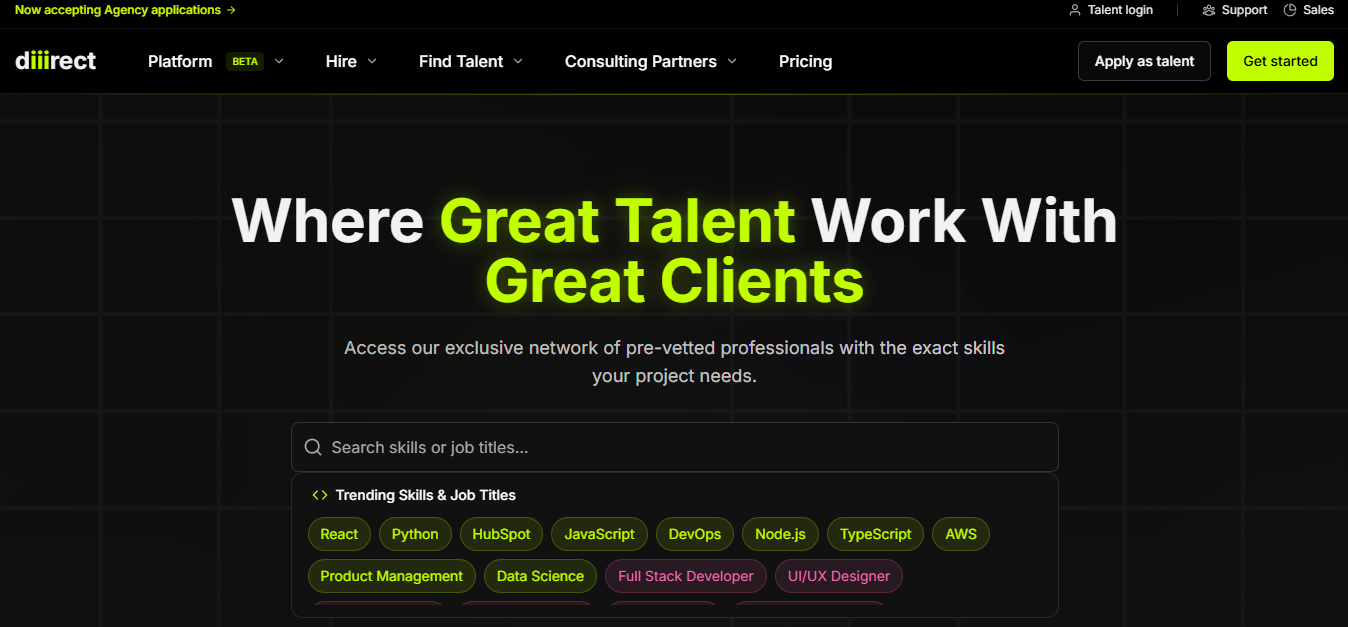 Now accepting Agency applications →
Talent login
Support
Sales
diiirect
Platform BETA
Hire
Find Talent
Consulting Partners
Pricing
Apply as talent
Get started
Where Great Talent Work With
Great Clients
Access our exclusive network of pre-vetted professionals with the exact skills
your project needs.
Search skills or job titles...
<> Trending Skills & Job Titles
React Python HubSpot JavaScript DevOps Node.js TypeScript AWS
Product Management Data Science Full Stack Developer UI/UX Designer